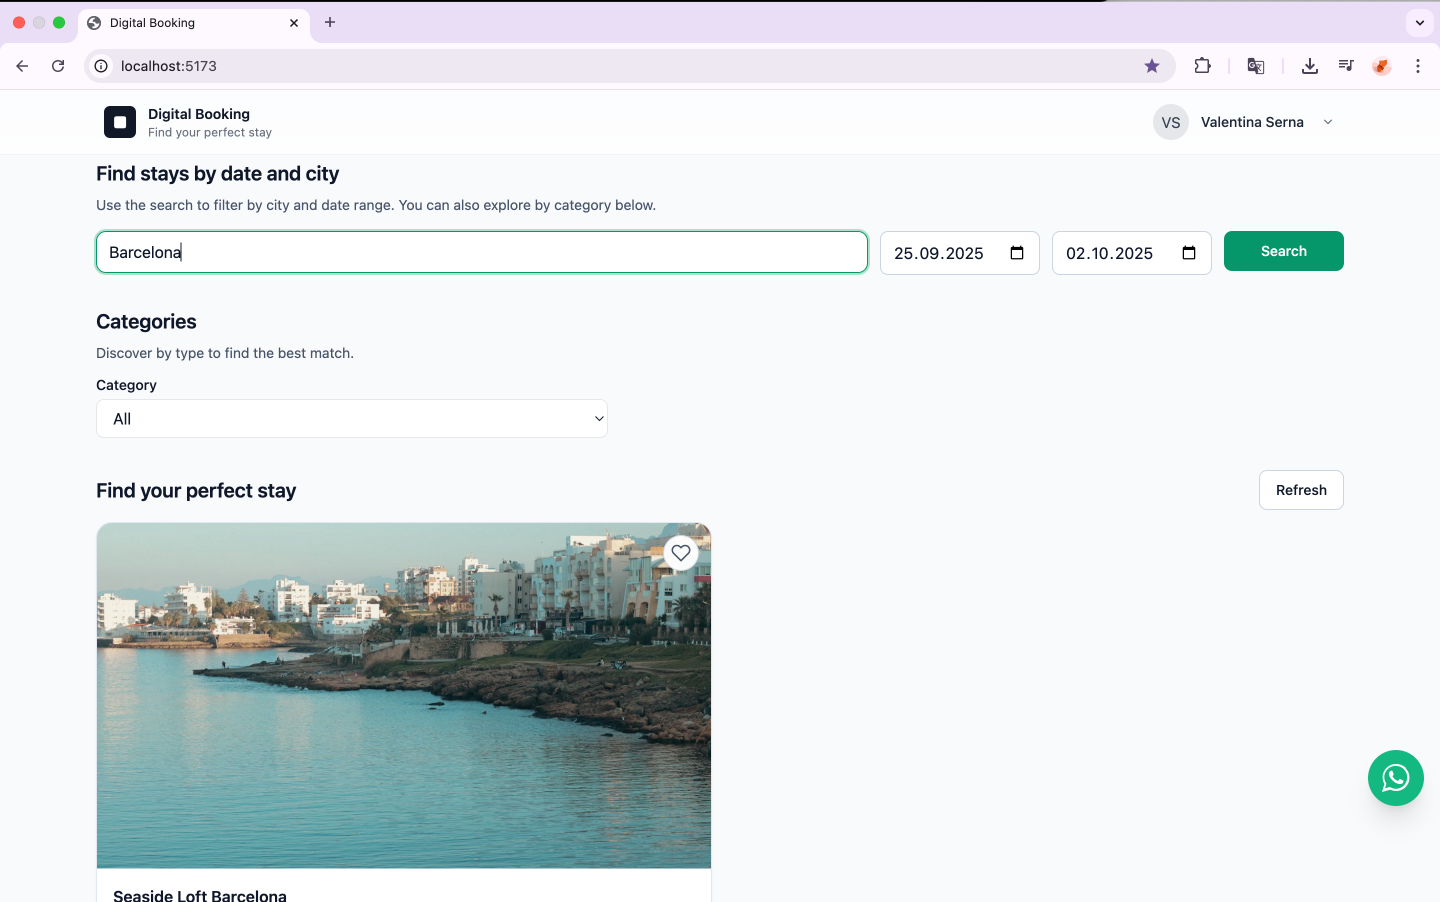 Digital Booking
localhost:5173
Digital Booking
Find your perfect stay
VS Valentina Serna
Find stays by date and city
Use the search to filter by city and date range. You can also explore by category below.
Barcelona 25.09.2025 02.10.2025 Search
Categories
Discover by type to find the best match.
Category
All
Find your perfect stay Refresh
Seaside Loft Barcelona